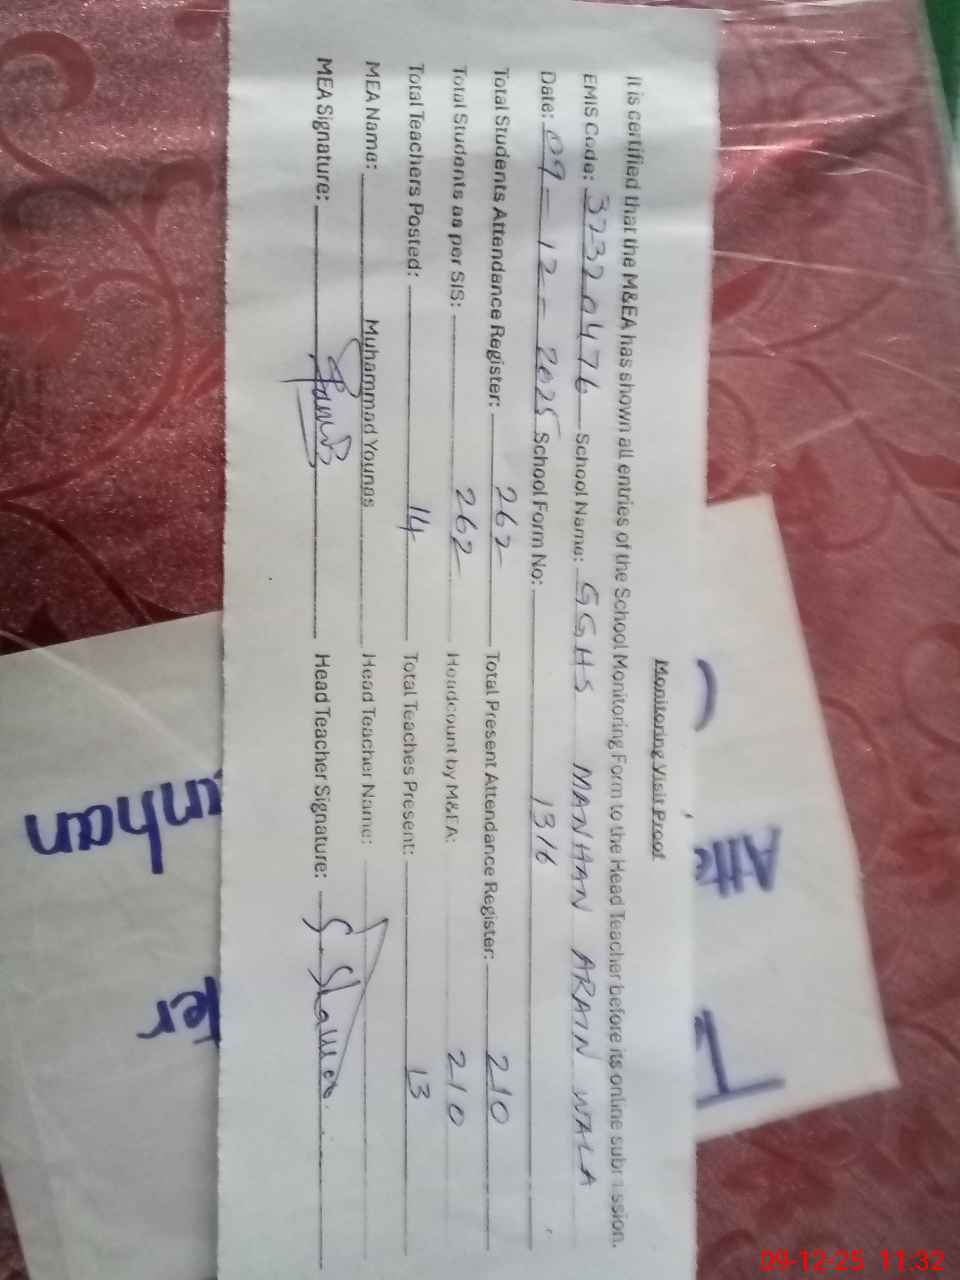 Monitoring Visit Proof
It is certified that the M&EA has shown all entries of the School Monitoring Form to the Head Teacher before its online submission.
EMIS Code: 32320476 School Name: GGHS MANHAN ARAIN WALA
Date: 09-12-2025 School Form No: 1316
Total Students Attendance Register: 262 Total Present Attendance Register: 210
Total Students as per SIS: 262 Headcount by M&EA: 210
Total Teachers Posted: 14 Total Teaches Present: 13
MEA Name: Muhammad Younas Head Teacher Name:
MEA Signature: Head Teacher Signature:
09-12-25 11:32